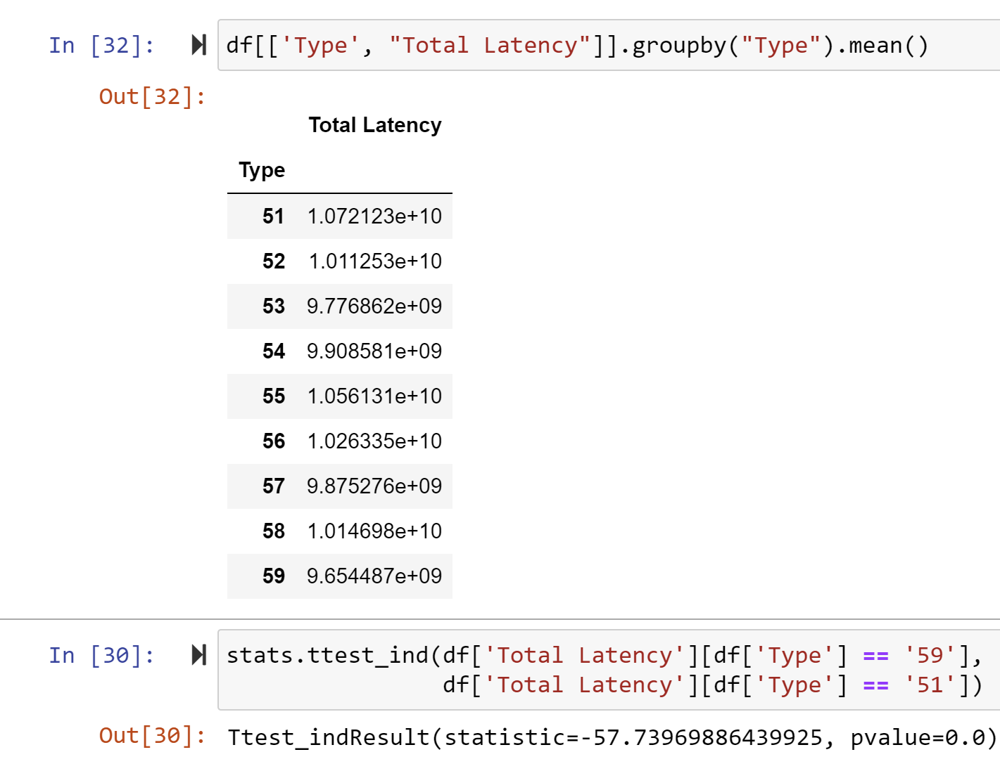 In [32]: df[['Type', "Total Latency"]].groupby("Type").mean()
Out[32]:
Total Latency
Type
51 1.072123e+10
52 1.011253e+10
53 9.776862e+09
54 9.908581e+09
55 1.056131e+10
56 1.026335e+10
57 9.875276e+09
58 1.014698e+10
59 9.654487e+09
In [30]: stats.ttest_ind(df['Total Latency'][df['Type'] == '59'],
df['Total Latency'][df['Type'] == '51'])
Out[30]: Ttest_indResult(statistic=-57.73969886439925, pvalue=0.0)